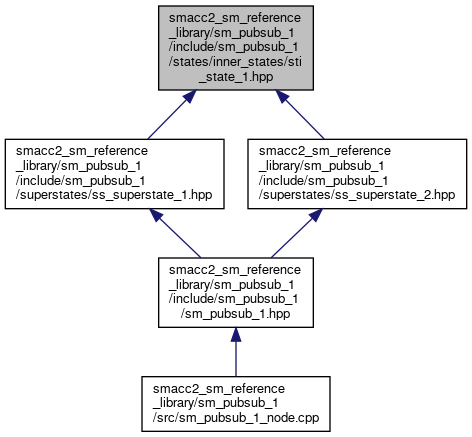 smacc2_sm_reference
_library/sm_pubsub_1
/include/sm_pubsub_1
/states/inner_states/sti
_state_1.hpp
smacc2_sm_reference
_library/sm_pubsub_1
/include/sm_pubsub_1
/superstates/ss_superstate_1.hpp
smacc2_sm_reference
_library/sm_pubsub_1
/include/sm_pubsub_1
/superstates/ss_superstate_2.hpp
smacc2_sm_reference
_library/sm_pubsub_1
/include/sm_pubsub_1
/sm_pubsub_1.hpp
smacc2_sm_reference
_library/sm_pubsub_1
/src/sm_pubsub_1_node.cpp